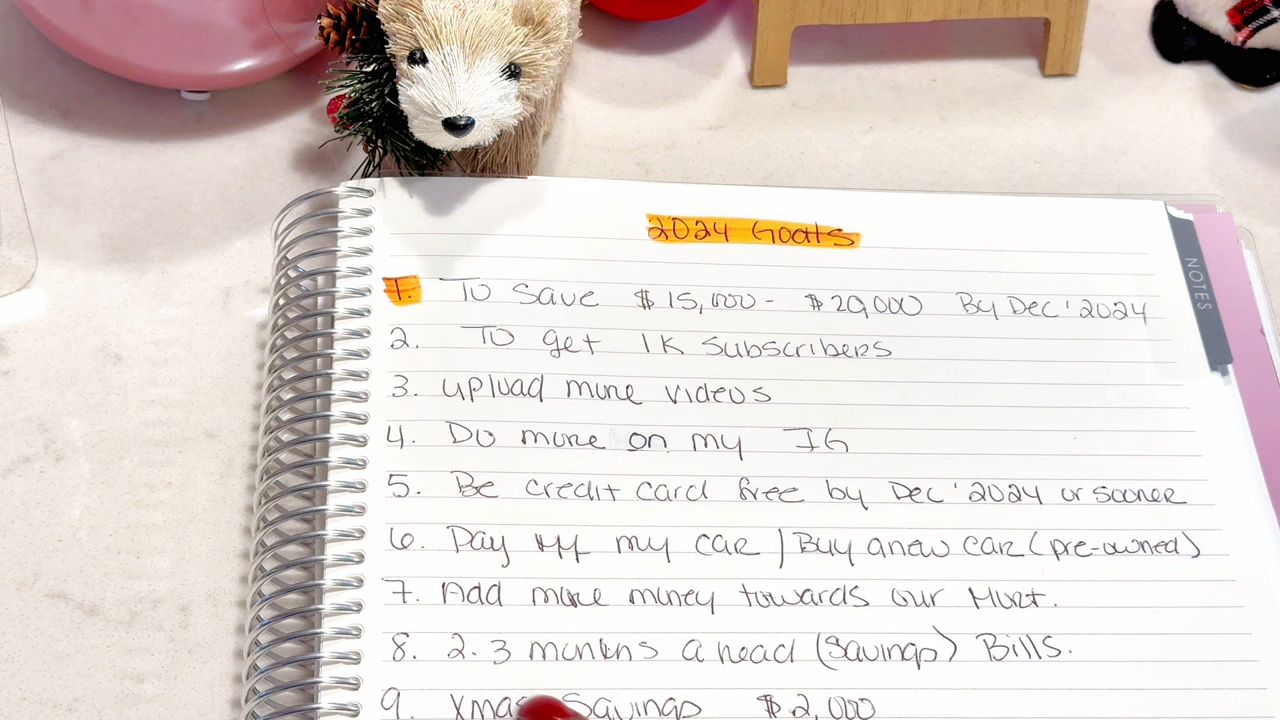 2024 Goals
1. To Save $15,000 - $20,000 By Dec '2024
2. To get 1K Subscribers
3. upload more videos
4. Do more on my IG
5. Be credit card free by Dec '2024 or sooner
6. Pay off my car / Buy a new car (pre-owned)
7. Add more money towards our Mort.
8. 2-3 months ahead (savings) Bills.
9. Xmas Savings $2,000
NOTES